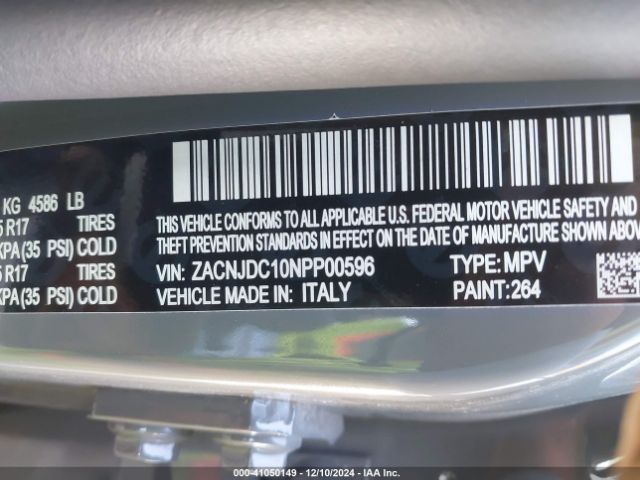 KG 4586 LB
5 R17 TIRES
KPA(35 PSI) COLD
5 R17 TIRES
KPA(35 PSI) COLD
THIS VEHICLE CONFORMS TO ALL APPLICABLE U.S. FEDERAL MOTOR VEHICLE SAFETY AND
THEFT PREVENTION STANDARDS IN EFFECT ON THE DATE OF MANUFACTURE SHOWN ABOVE
VIN: ZACNJDC10NPP00596 TYPE: MPV
VEHICLE MADE IN: ITALY PAINT:264
000-41050149 - 12/10/2024 - IAA Inc.